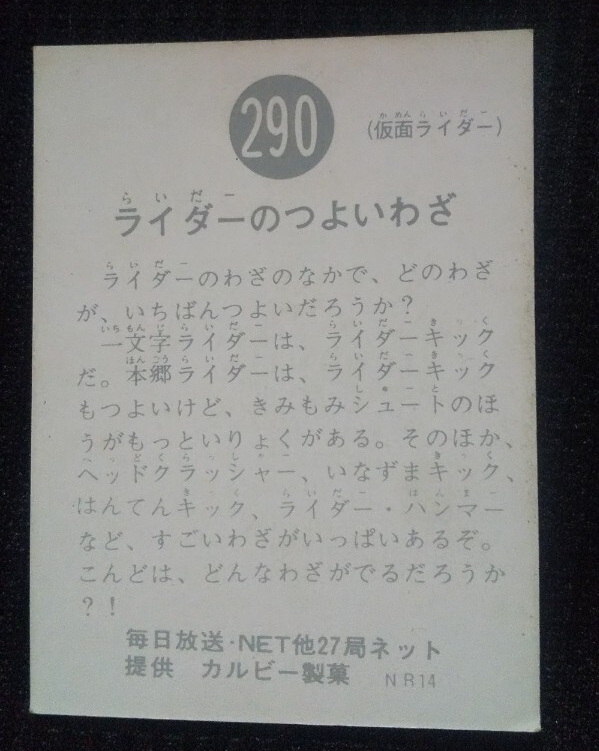 290
(仮面ライダー)
ライダーのつよいわざ
ライダーのわざのなかで、どのわざ
が、いちばんつよいだろうか?
一文字ライダーは、ライダーキック
だ。本郷ライダーは、ライダーキック
もつよいけど、きみもみシュートのほ
うがもっといりょくがある。そのほか、
ヘッドクラッシャー、いなずまキック、
はんてんキック、ライダー・ハンマー
など、すごいわざがいっぱいあるぞ。
こんどは、どんなわざがでるだろうか
?!
毎日放送・NET他27局ネット
提供 カルビー製菓 NR14